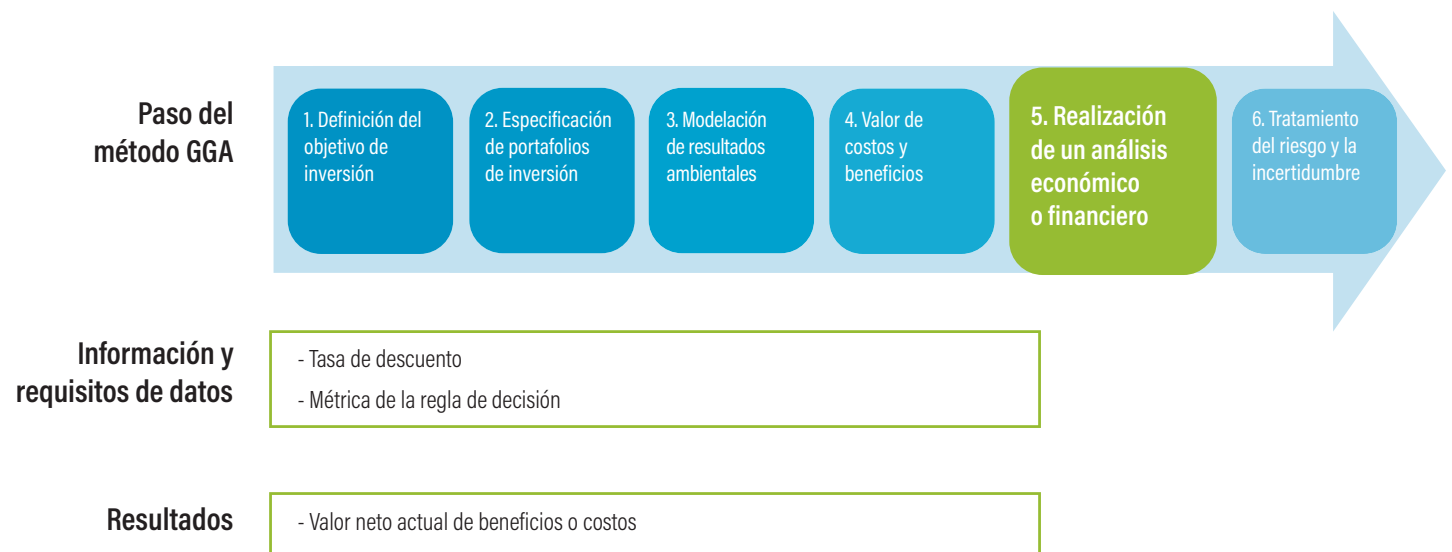 Paso del
método GGA
1. Definición del
objetivo de
inversión
2. Especificación
de portafolios
de inversión
3. Modelación
de resultados
ambientales
4. Valor de
costos y
beneficios
5. Realización
de un análisis
económico
o financiero
6. Tratamiento
del riesgo y la
incertidumbre
Información y
requisitos de datos
- Tasa de descuento
- Métrica de la regla de decisión
Resultados
- Valor neto actual de beneficios o costos